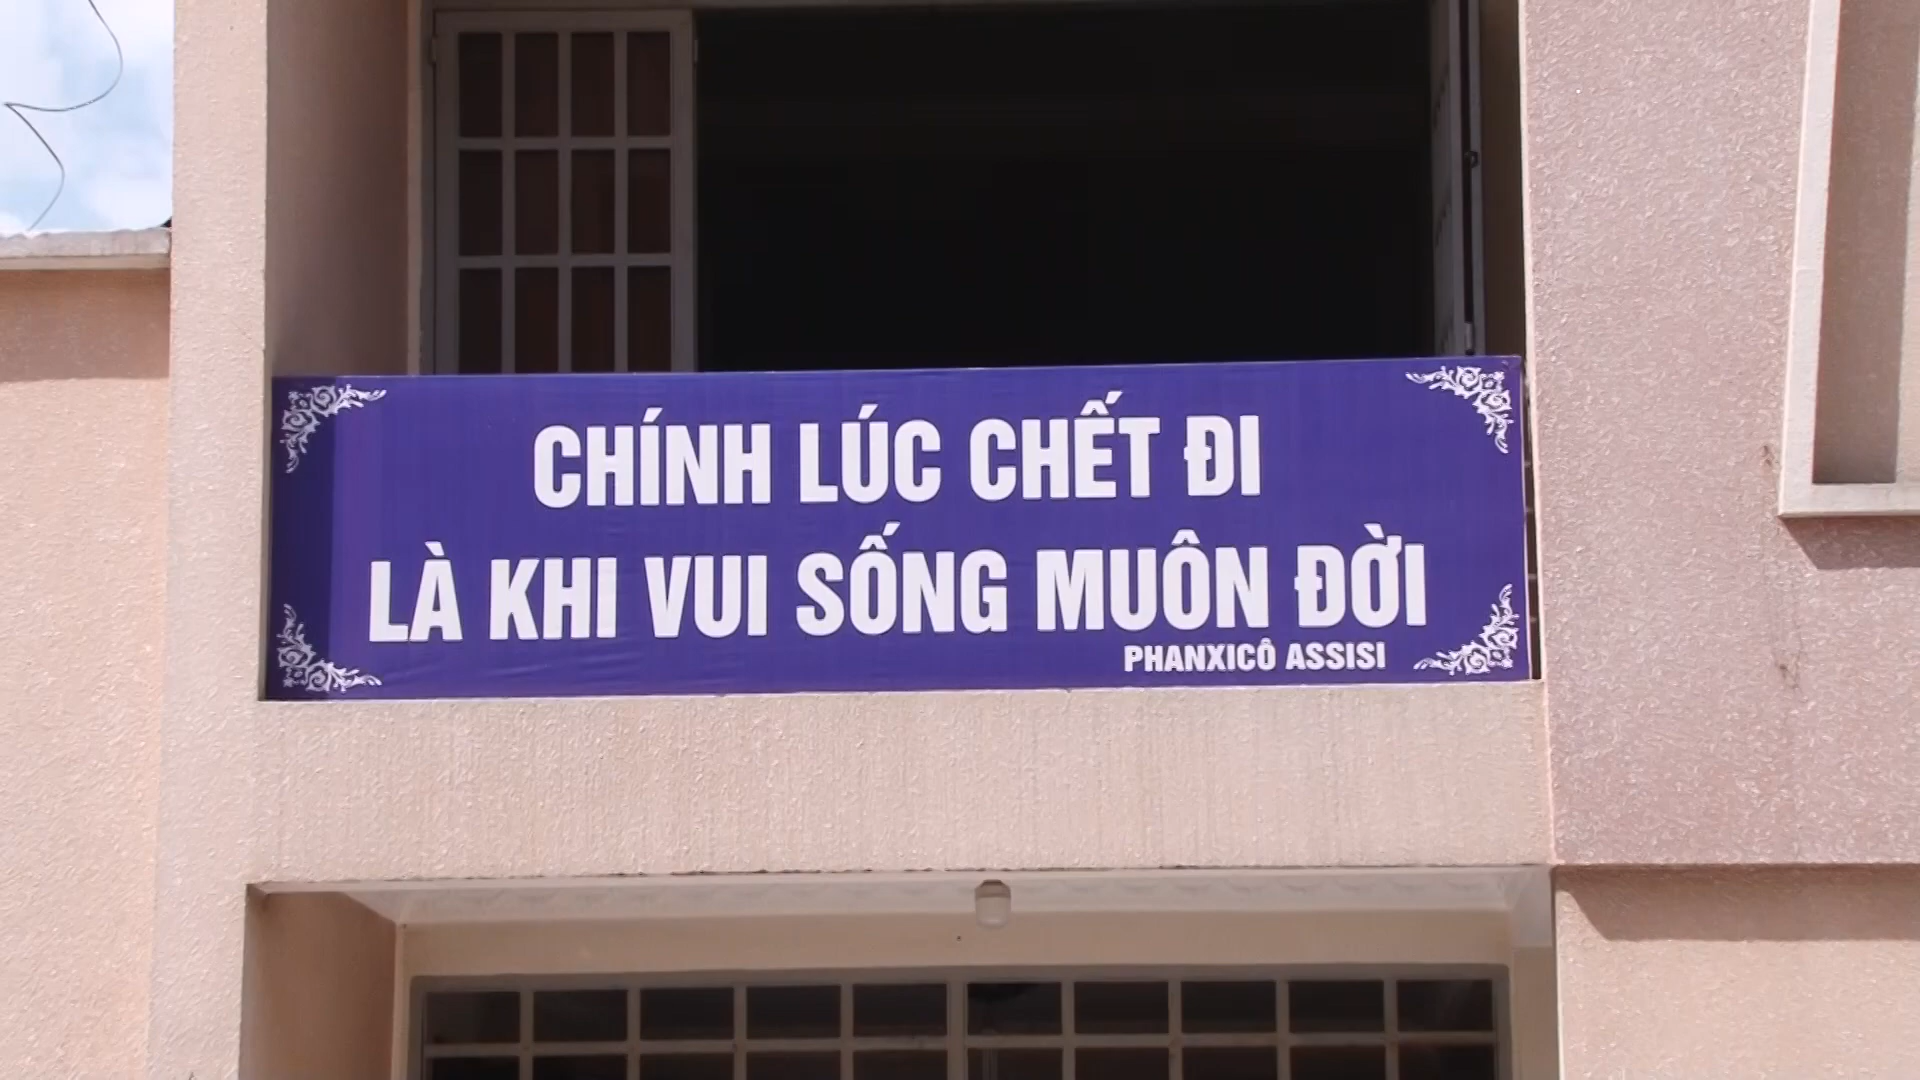 CHÍNH LÚC CHẾT ĐI
LÀ KHI VUI SỐNG MUÔN ĐỜI
PHANXICÔ ASSISI